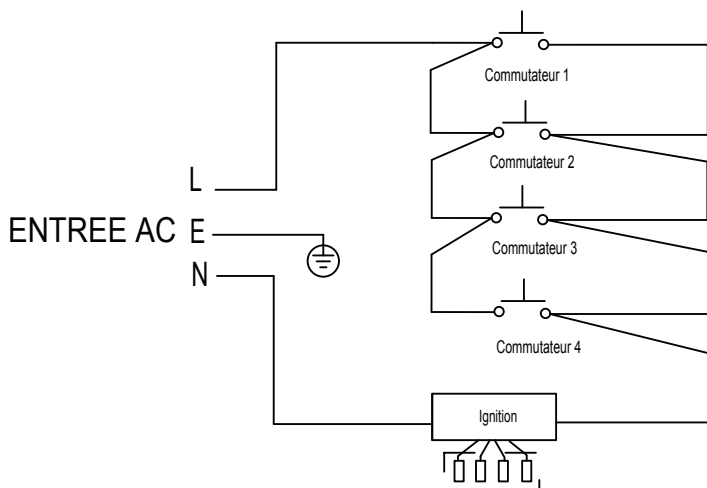 Commutateur 1
Commutateur 2
L
ENTREE AC E
Commutateur 3
N
Commutateur 4
Ignition